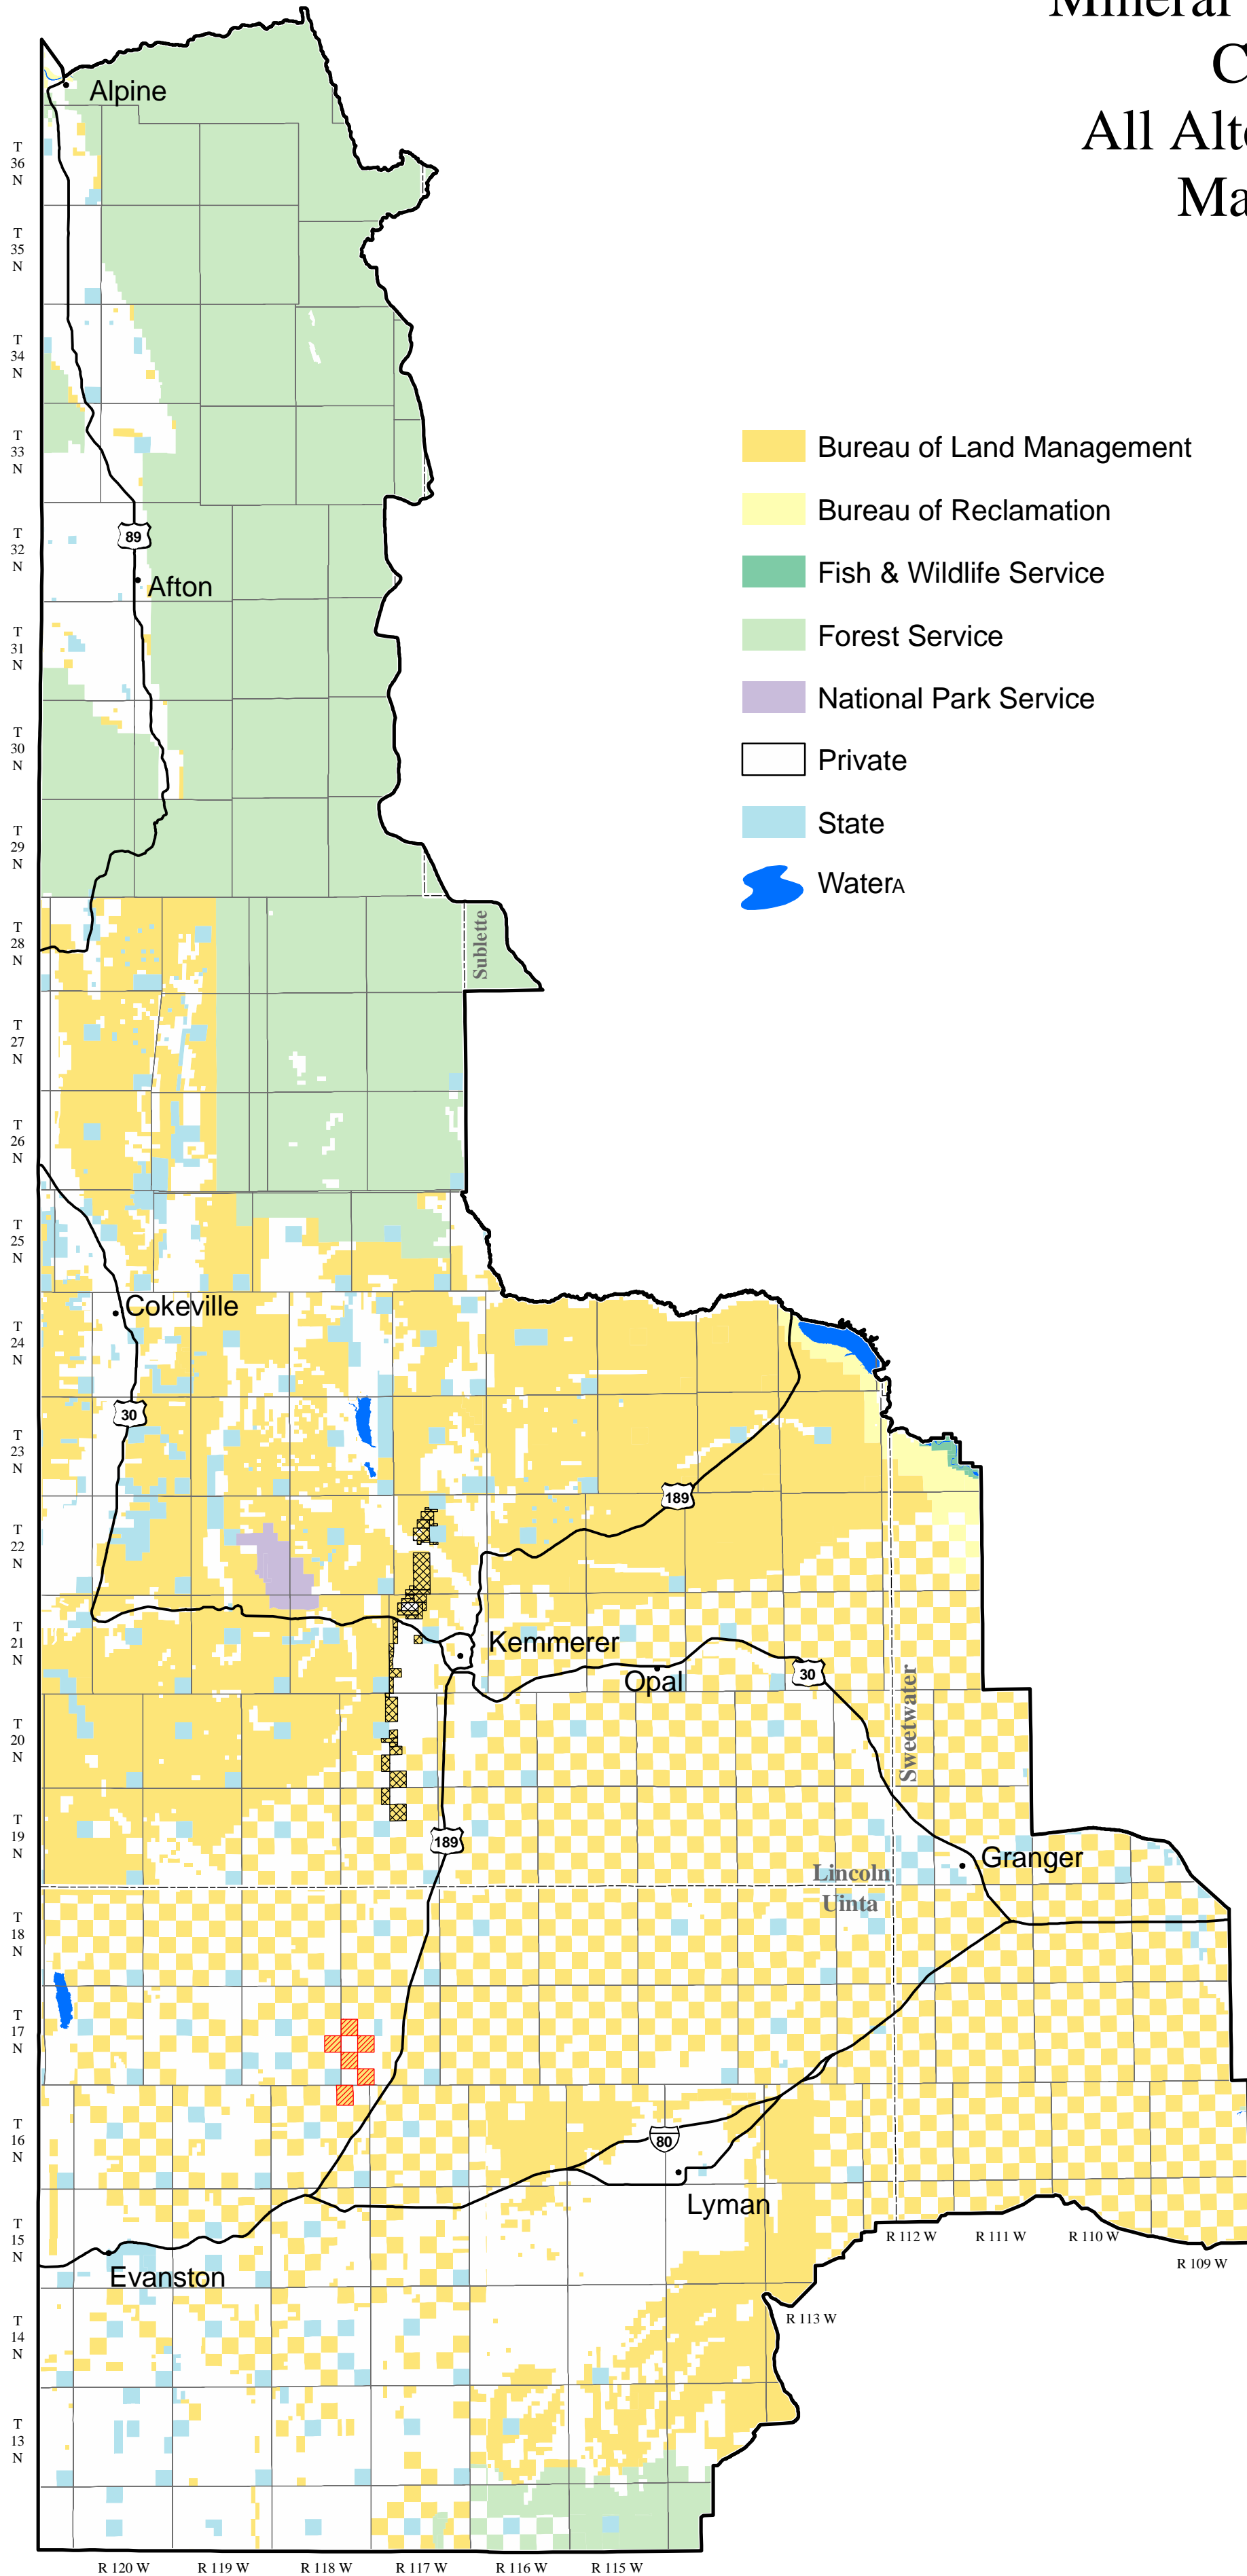 Mineral
C
All Alte
Ma
Alpine
T
36
N
T
35
N
T
34
N
T
33
N
T
32
N
T
31
N
T
30
N
T
29
N
T
28
N
T
27
N
T
26
N
T
25
N
T
24
N
T
23
N
T
22
N
T
21
N
T
20
N
T
19
N
T
18
N
T
17
N
T
16
N
T
15
N
T
14
N
T
13
N
Bureau of Land Management
Bureau of Reclamation
Fish & Wildlife Service
Forest Service
National Park Service
Private
State
WaterA
89
Afton
Sublette
Cokeville
30
189
Kemmerer
Opal
30
Sweetwater
189
Granger
Lincoln
Uinta
80
Lyman
Evanston
R 112 W
R 111 W
R 110 W
R 109 W
R 113 W
R 120 W
R 119 W
R 118 W
R 117 W
R 116 W
R 115 W